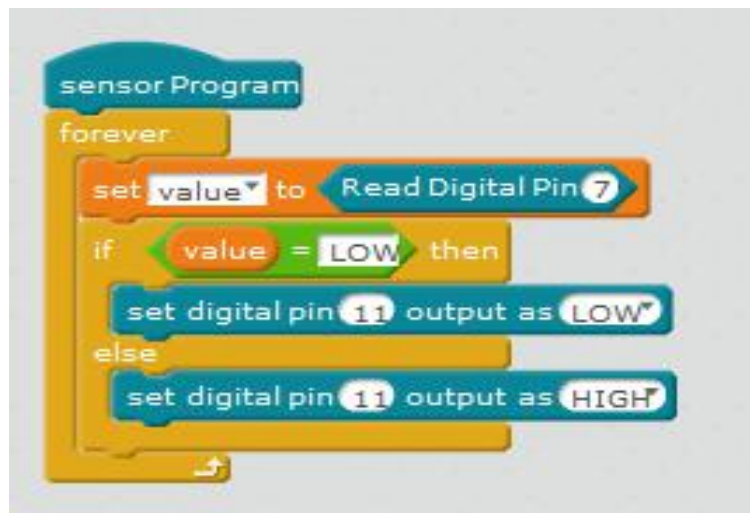 sensor Program
forever
set value to Read Digital Pin 7
if value = LOW then
set digital pin 11 output as LOW
else
set digital pin 11 output as HIGH